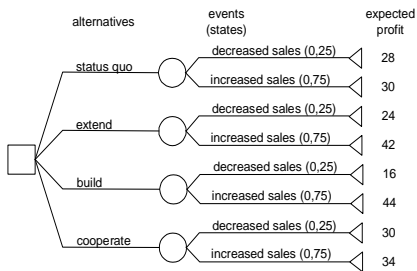 alternatives events (states) expected profit
status quo
decreased sales (0,25) 28
increased sales (0,75) 30
extend
decreased sales (0,25) 24
increased sales (0,75) 42
build
decreased sales (0,25) 16
increased sales (0,75) 44
cooperate
decreased sales (0,25) 30
increased sales (0,75) 34